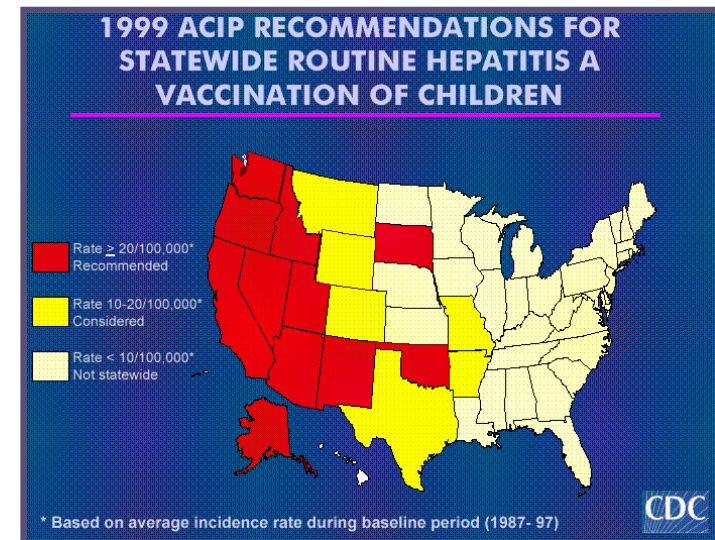 1999 ACIP RECOMMENDATIONS FOR
STATEWIDE ROUTINE HEPATITIS A
VACCINATION OF CHILDREN
Rate > 20/100,000*
Recommended
Rate 10-20/100,000*
Considered
Rate < 10/100,000*
Not statewide
* Based on average incidence rate during baseline period (1987- 97)
CDC